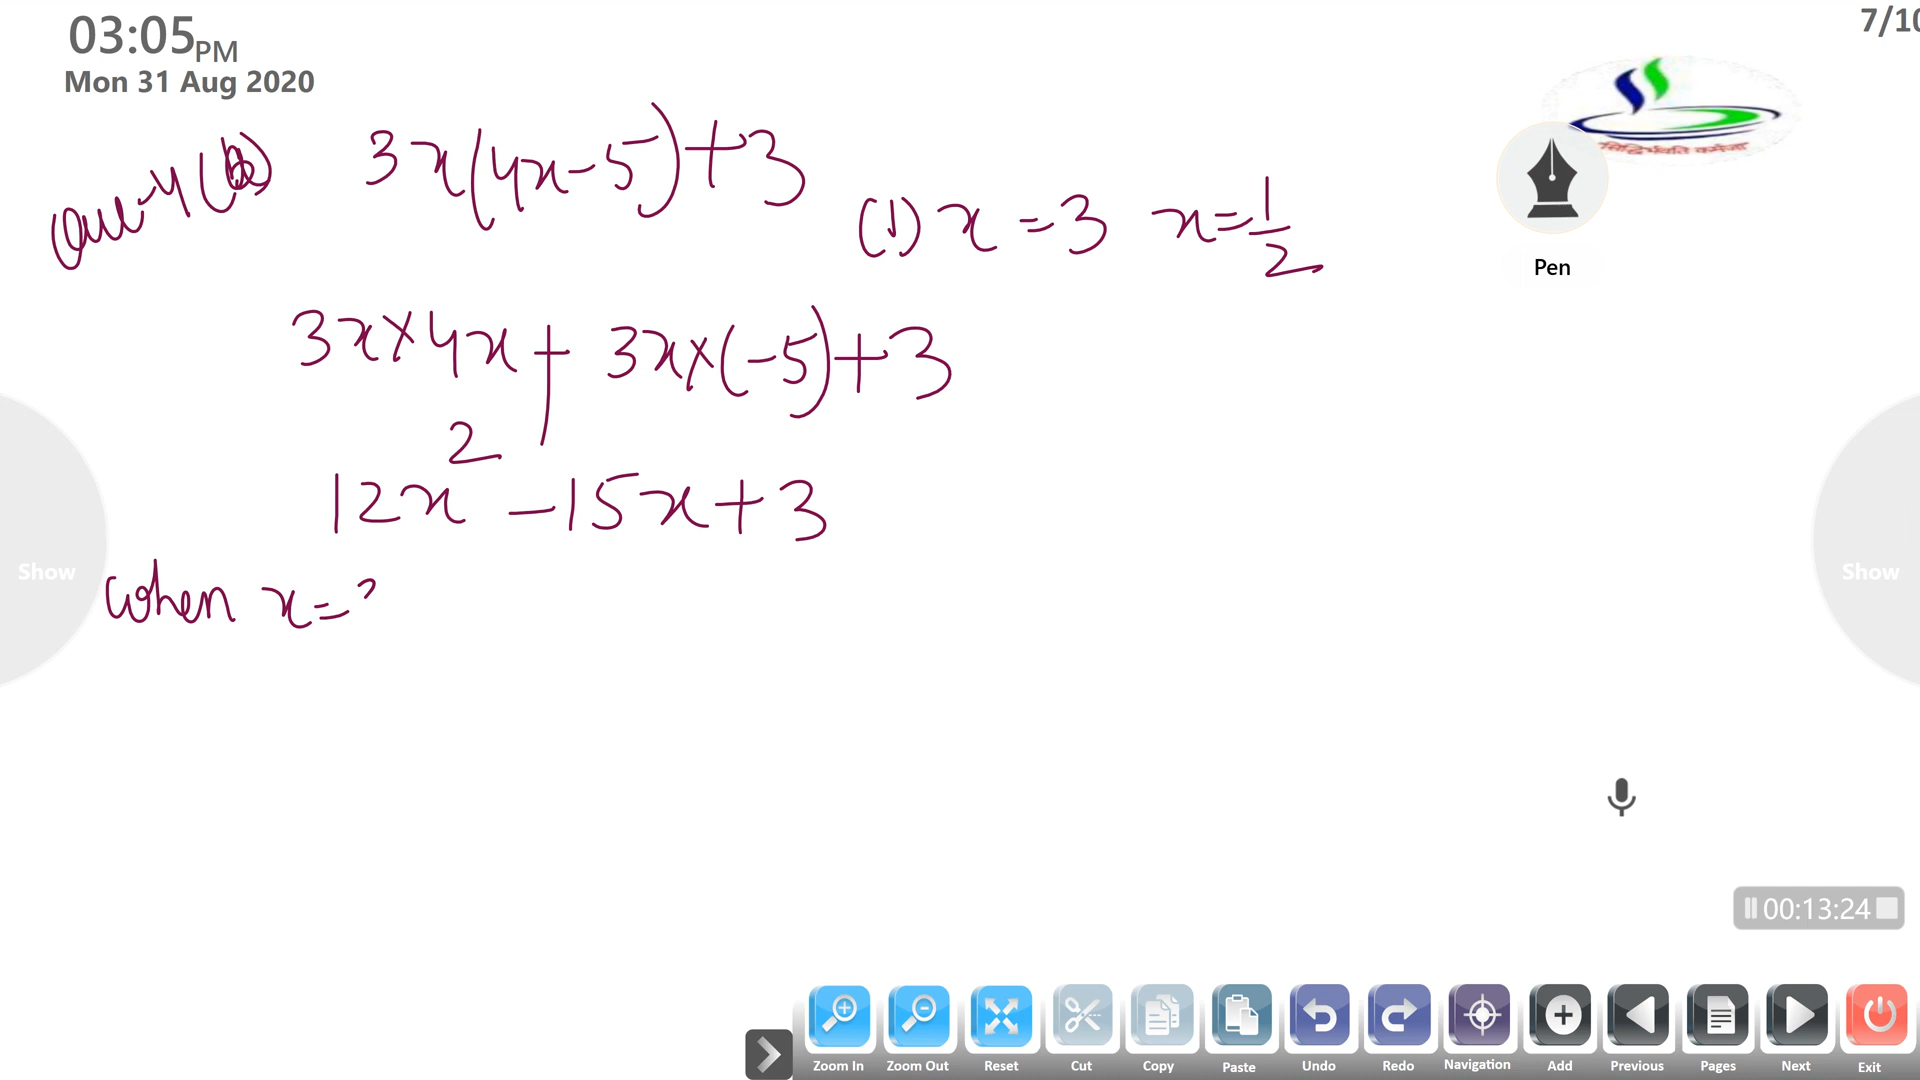 03:05PM
7/10
Mon 31 Aug 2020
3x(4x-5)+3
(1) x=3 x=1/2
Pen
3x×4x+3x×(-5)+3
12x²-15x+3
Show
Show
when x=
00:13:24
Zoom In Zoom Out Reset Cut Copy Paste Undo Redo Navigation Add Previous Pages Next Exit